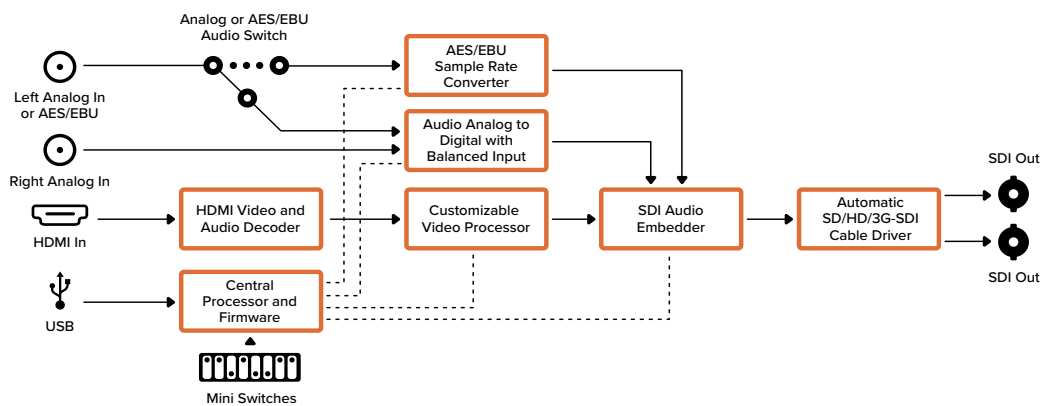 Analog or AES/EBU
Audio Switch
Left Analog In
or AES/EBU
Right Analog In
HDMI In
USB
AES/EBU
Sample Rate
Converter
Audio Analog to
Digital with
Balanced Input
HDMI Video and
Audio Decoder
Customizable
Video Processor
SDI Audio
Embedder
Automatic
SD/HD/3G-SDI
Cable Driver
SDI Out
SDI Out
Central
Processor and
Firmware
Mini Switches